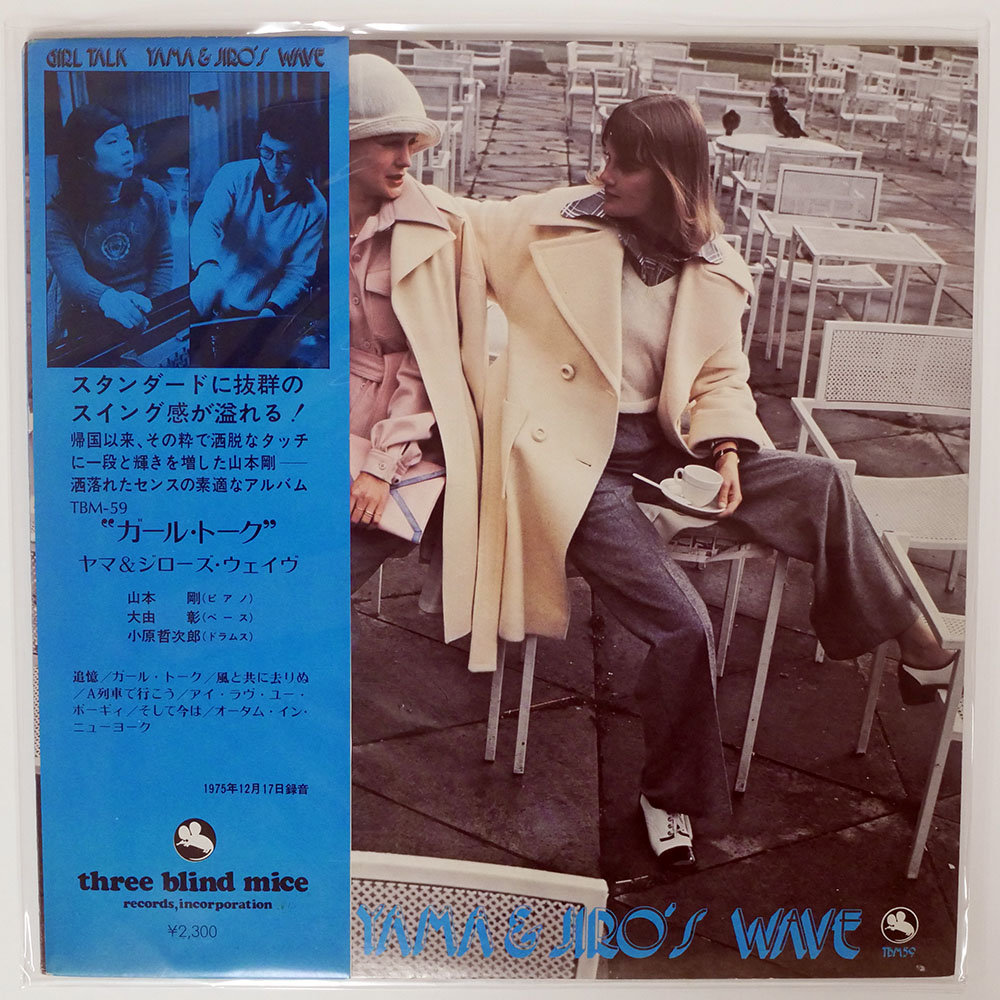 GIRL TALK YAMA & JIRO'S WAVE
スタンダードに抜群の
スイング感が溢れる!
帰国以来、その粋で洒脱なタッチ
に一段と輝きを増した山本剛──
洒落れたセンスの素適なアルバム
TBM-59
“ガール・トーク”
ヤマ&ジローズ・ウェイヴ
山本 剛(ピアノ)
大由 彰(ベース)
小原哲次郎(ドラムス)
追憶/ガール・トーク/風と共に去りぬ
/A列車で行こう/アイ・ラヴ・ユー・
ポーギィ/そして今は/オータム・イン・
ニューヨーク
1975年12月17日録音
three blind mice
records, incorporation
¥2,300
YAMA & JIRO'S WAVE
TBM59